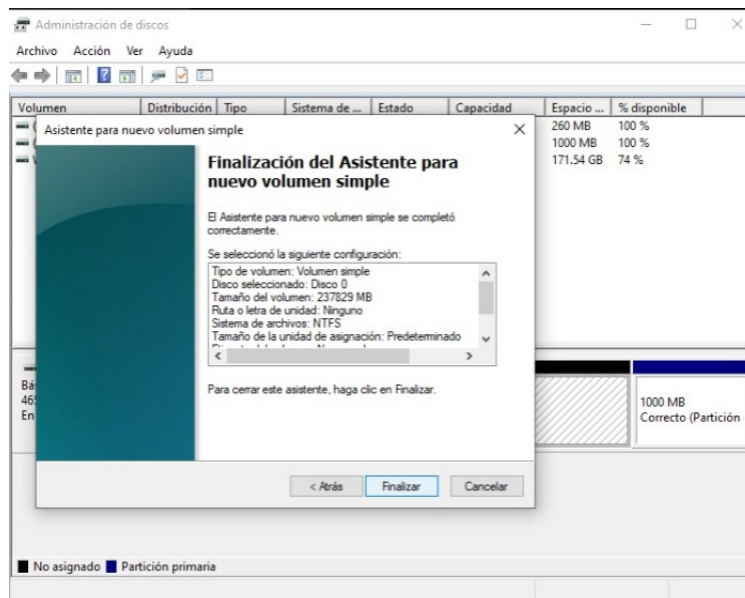 Administración de discos
Archivo Acción Ver Ayuda
Volumen Distribución Tipo Sistema de ... Estado Capacidad Espacio ... % disponible
260 MB 100 %
1000 MB 100 %
171.54 GB 74 %
Asistente para nuevo volumen simple
Finalización del Asistente para
nuevo volumen simple
El Asistente para nuevo volumen simple se completó
correctamente.
Se seleccionó la siguiente configuración:
Tipo de volumen: Volumen simple
Disco seleccionado: Disco 0
Tamaño del volumen: 237829 MB
Ruta o letra de unidad: Ninguno
Sistema de archivos: NTFS
Tamaño de la unidad de asignación: Predeterminado
Para cerrar este asistente, haga clic en Finalizar.
< Atrás Finalizar Cancelar
Bá
465
En
1000 MB
Correcto (Partición
No asignado Partición primaria